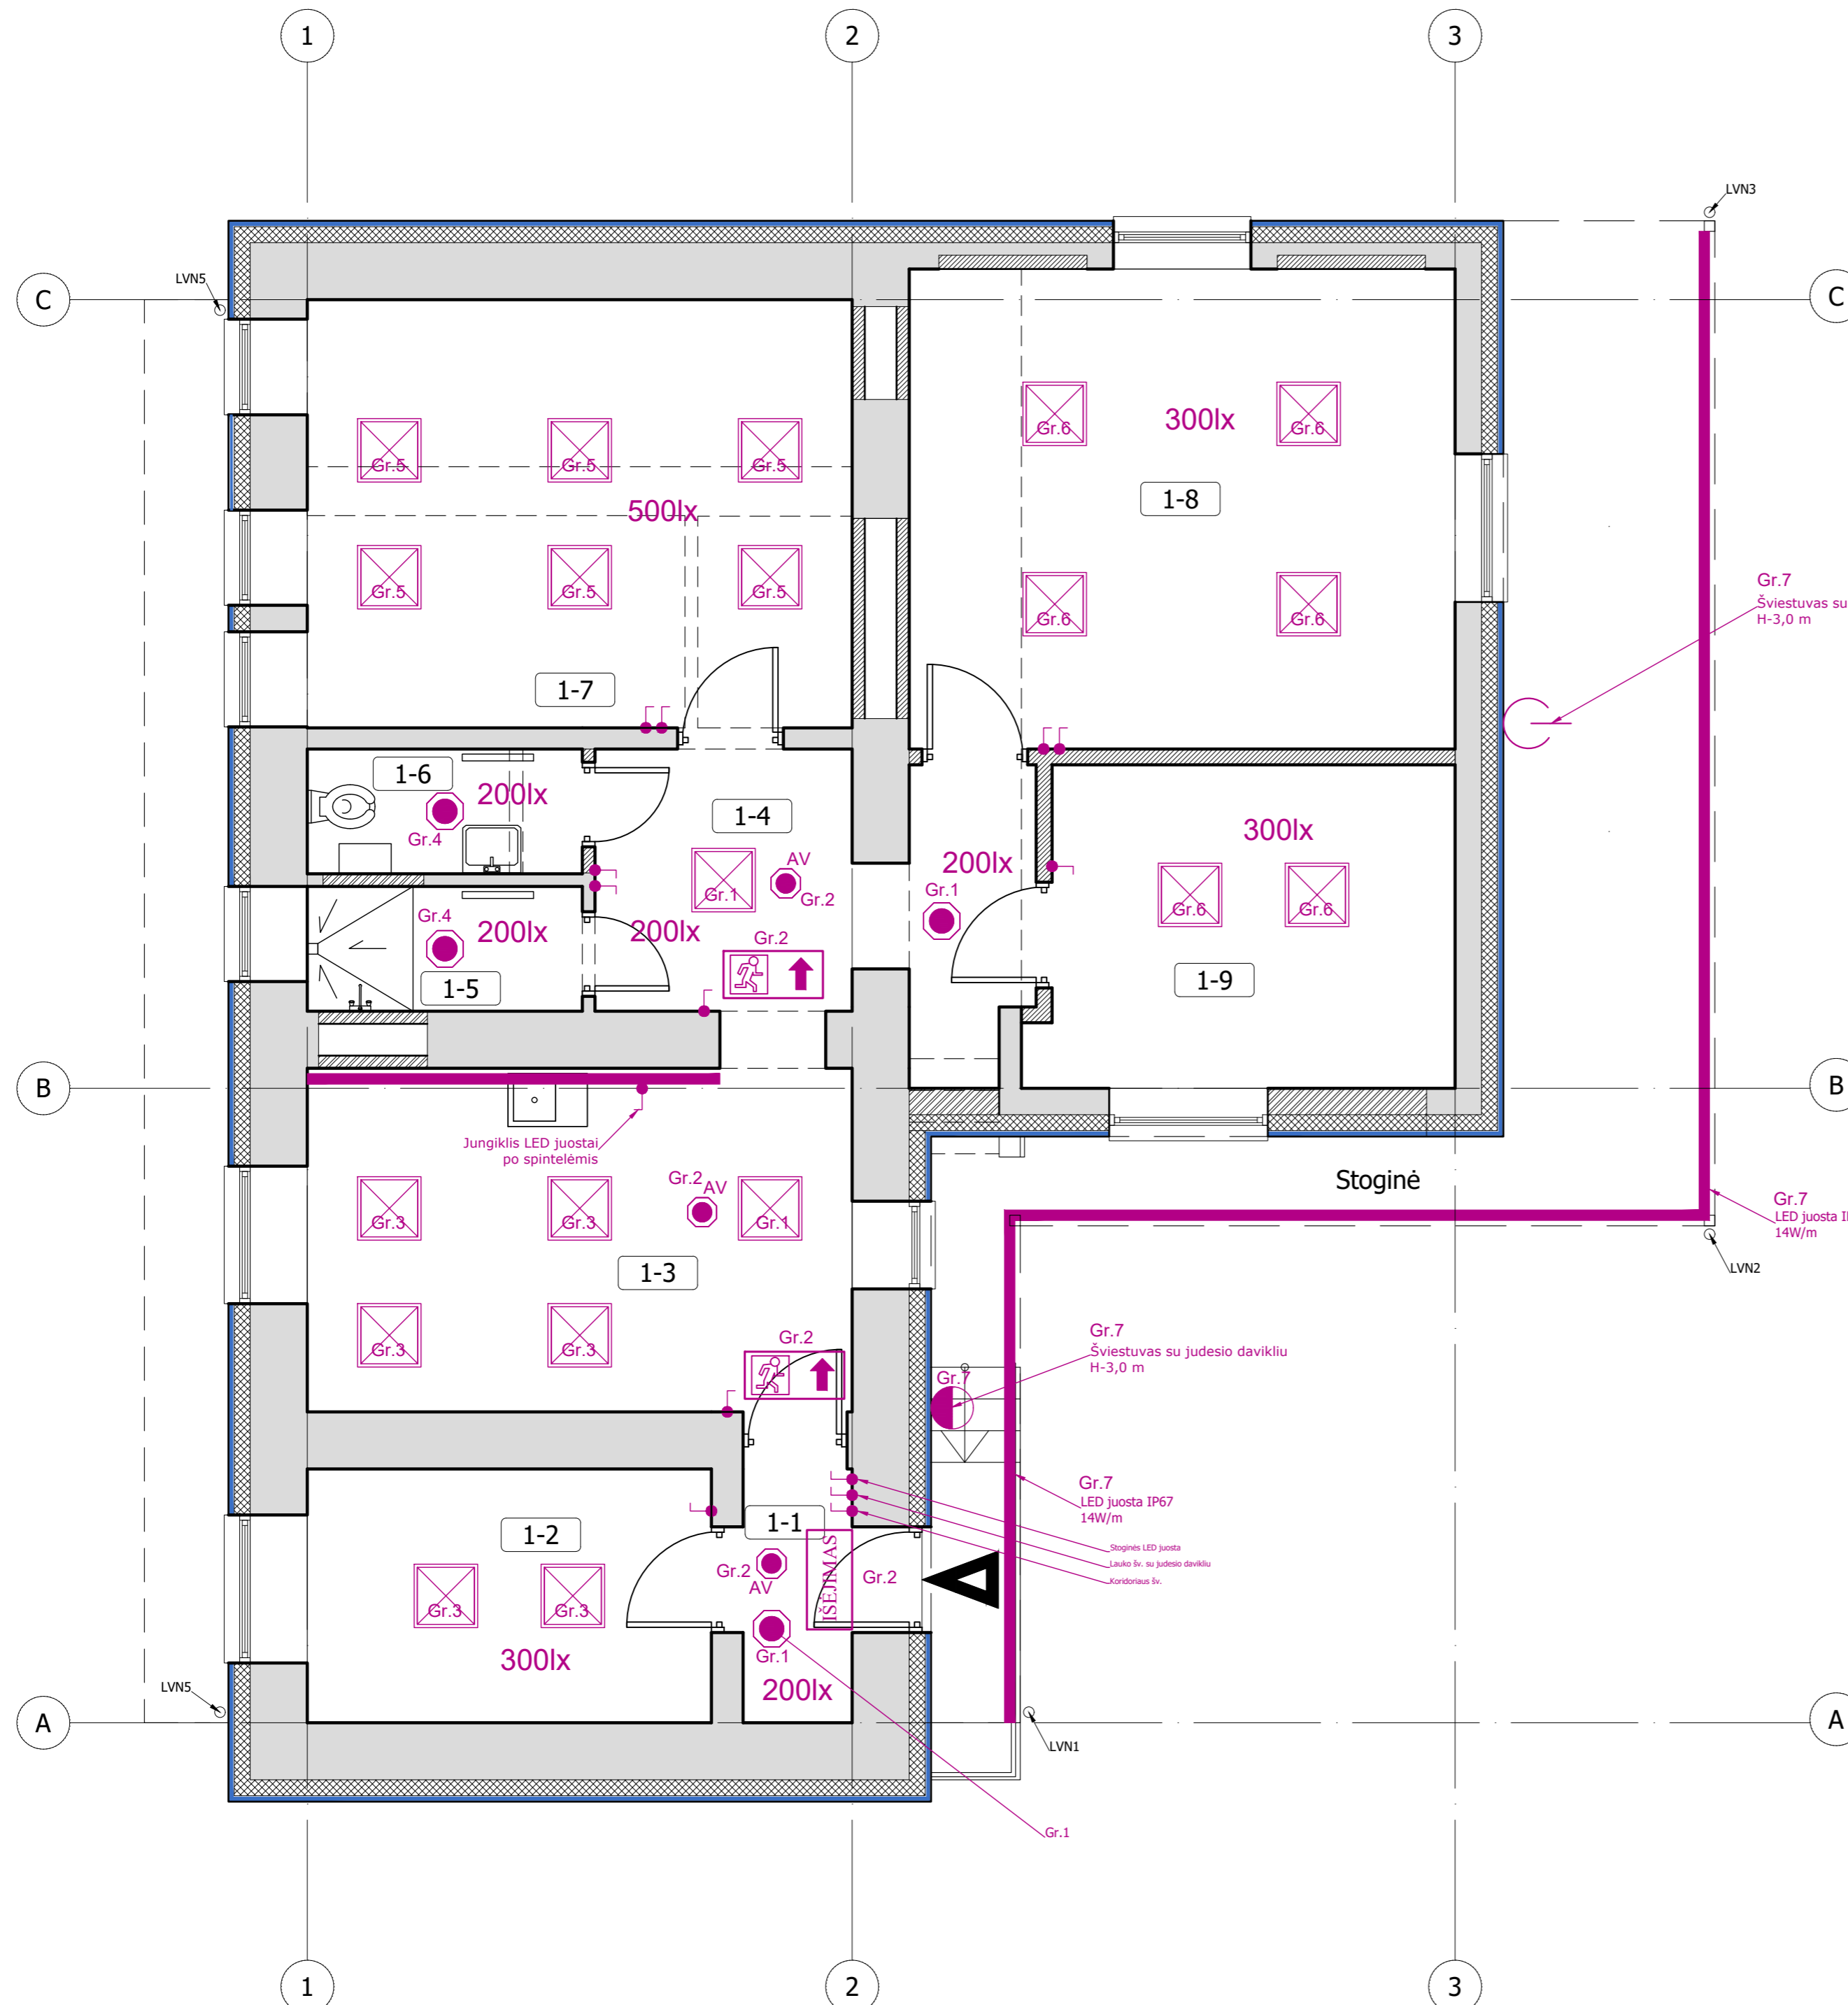 1
2
3
LVN3
LVN5
C
C
Gr.5
Gr.5
Gr.5
500lx
Gr.5
Gr.5
Gr.5
1-7
Gr.6
300lx
Gr.6
1-8
Gr.6
Gr.6
Gr.7
Šviestuvas su
H-3,0 m
1-6
200lx
Gr.4
1-4
AV
Gr.1
Gr.2
Gr.4
200lx
1-5
200lx
Gr.2
200lx
Gr.1
300lx
Gr.6
Gr.6
1-9
B
B
Jungiklis LED juostai
po spintelėmis
Gr.2
AV
Gr.3
Gr.3
Gr.1
1-3
Gr.3
Gr.3
Gr.2
Stoginė
Gr.7
LED juosta I
14W/m
LVN2
Gr.7
Šviestuvas su judesio davikliu
H-3,0 m
Gr.7
Gr.7
LED juosta IP67
14W/m
Stoginės LED juosta
Lauko šv. su judesio davikliu
Koridoriaus šv.
1-2
1-1
Gr.2
AV
IŠĖJIMAS
Gr.2
Gr.3
Gr.3
300lx
Gr.1
200lx
LVN5
A
A
LVN1
Gr.1
1
2
3